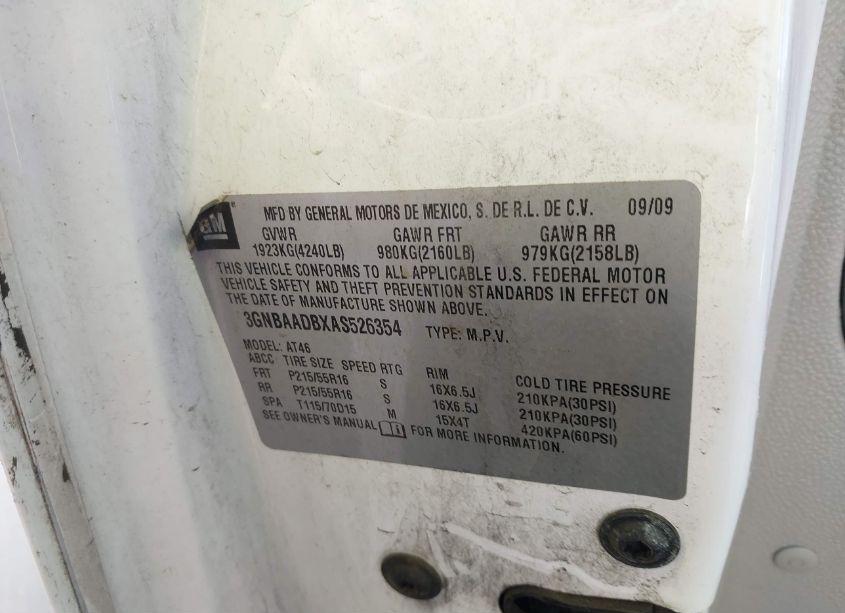 GM
MFD BY GENERAL MOTORS DE MEXICO, S. DE R.L. DE C.V. 09/09
GVWR GAWR FRT GAWR RR
1923KG(4240LB) 980KG(2160LB) 979KG(2158LB)
THIS VEHICLE CONFORMS TO ALL APPLICABLE U.S. FEDERAL MOTOR
VEHICLE SAFETY AND THEFT PREVENTION STANDARDS IN EFFECT ON
THE DATE OF MANUFACTURE SHOWN ABOVE.
3GNBAADBXAS526354 TYPE: M.P.V.
MODEL: AT46
ABCC TIRE SIZE SPEED RTG RIM COLD TIRE PRESSURE
FRT P215/55R16 S 16X6.5J 210KPA(30PSI)
RR P215/55R16 S 16X6.5J 210KPA(30PSI)
SPA T115/70D15 M 15X4T 420KPA(60PSI)
SEE OWNER'S MANUAL i FOR MORE INFORMATION.